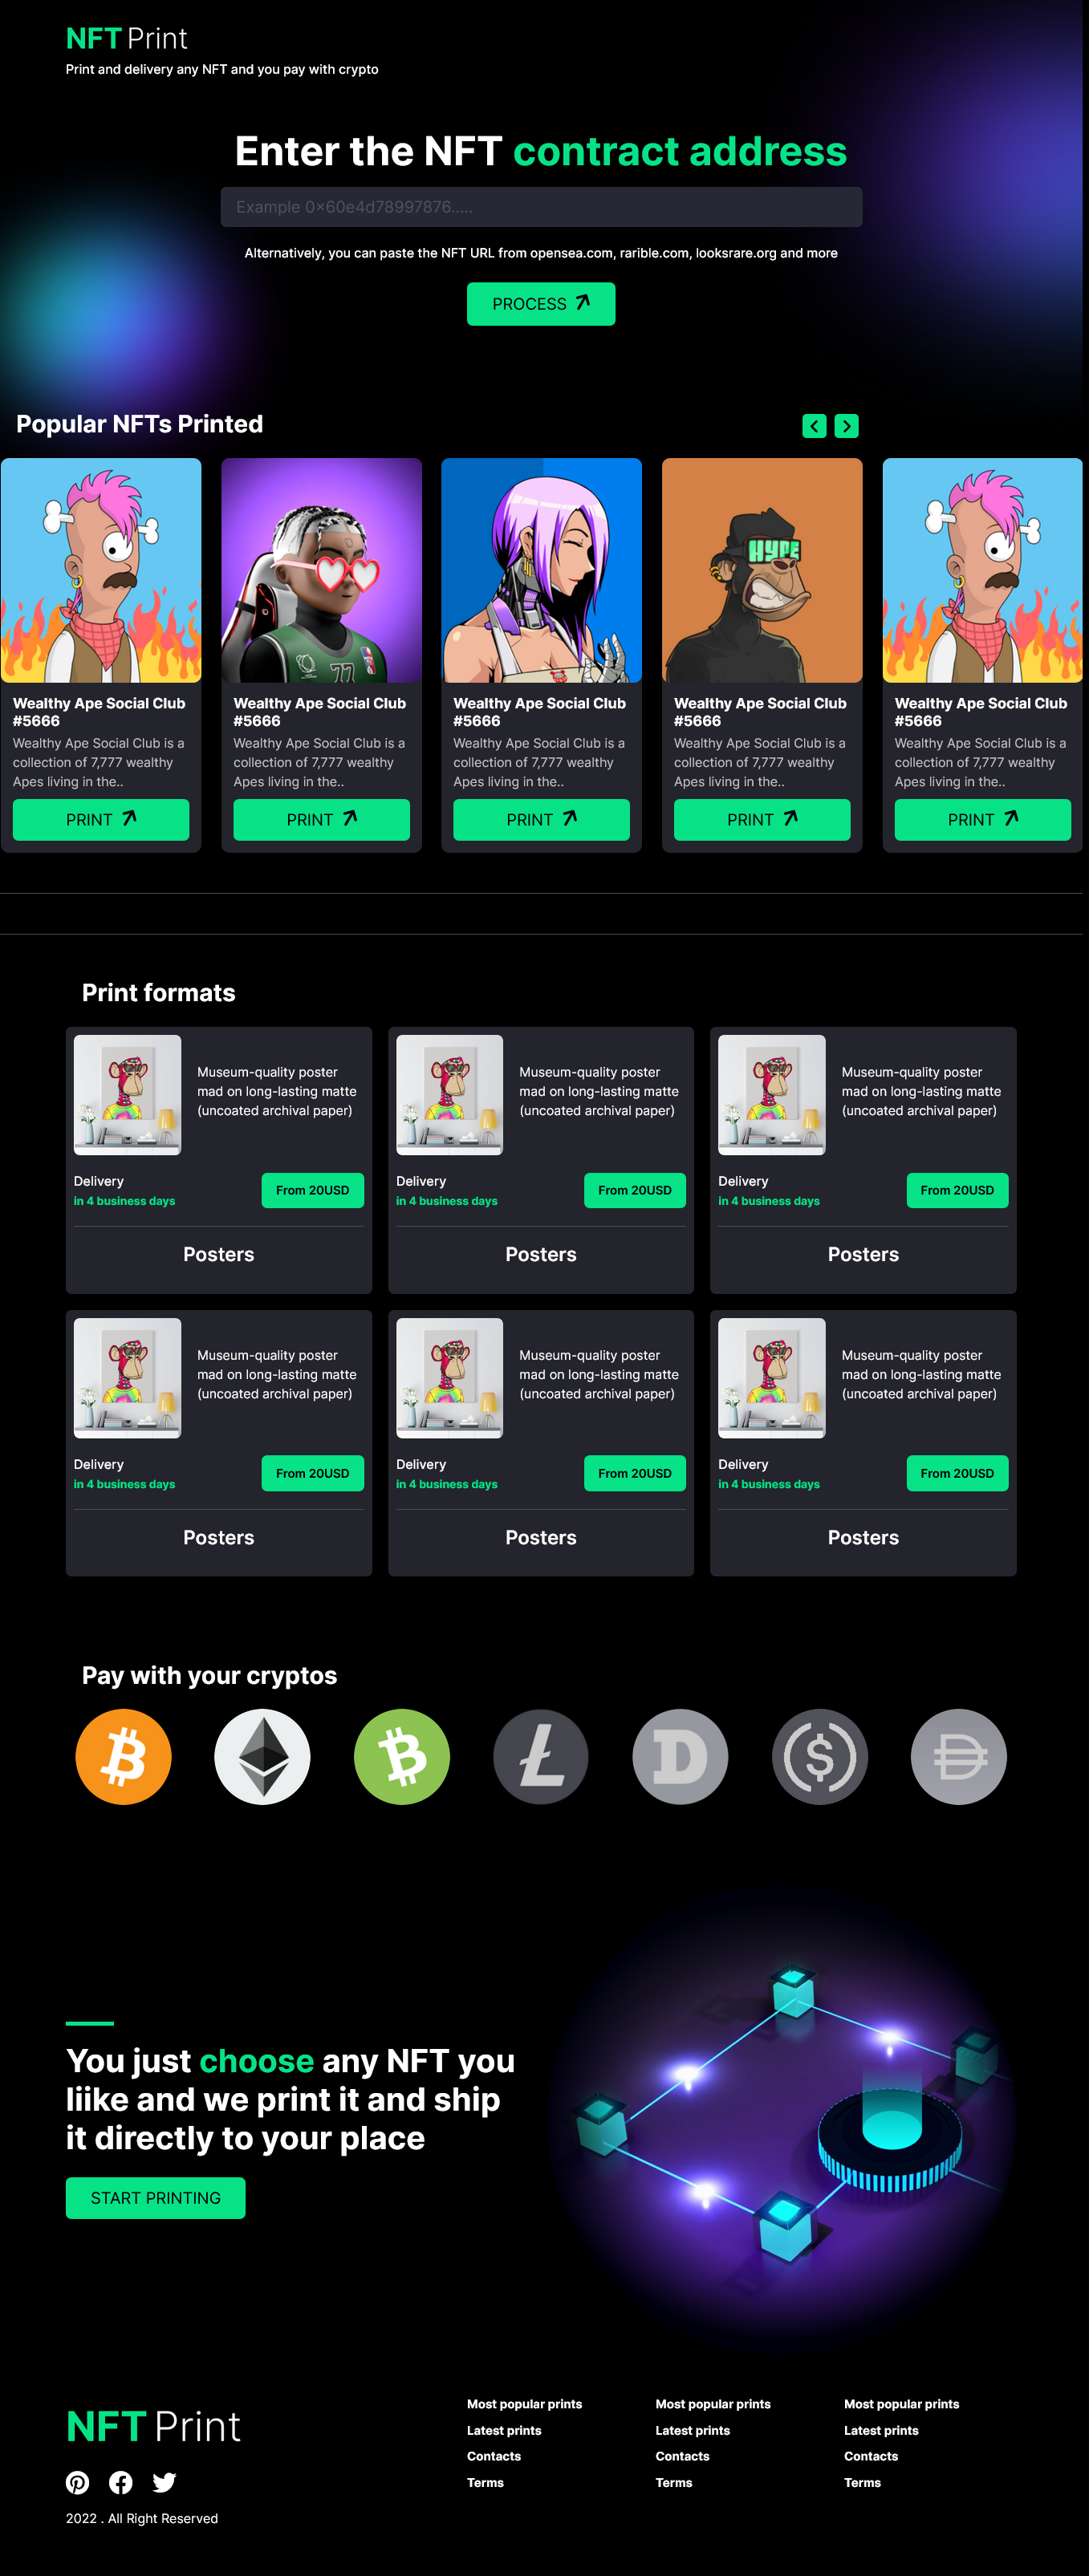 NFT Print
Print and delivery any NFT and you pay with crypto
Enter the NFT contract address
Example 0x60e4d78997876.....
Alternatively, you can paste the NFT URL from opensea.com, rarible.com, looksrare.org and more
PROCESS
Popular NFTs Printed
HYPE
77
Wealthy Ape Social Club
#5666
Wealthy Ape Social Club is a
collection of 7,777 wealthy
Apes living in the..
PRINT
Wealthy Ape Social Club
#5666
Wealthy Ape Social Club is a
collection of 7,777 wealthy
Apes living in the..
PRINT
Wealthy Ape Social Club
#5666
Wealthy Ape Social Club is a
collection of 7,777 wealthy
Apes living in the..
PRINT
Wealthy Ape Social Club
#5666
Wealthy Ape Social Club is a
collection of 7,777 wealthy
Apes living in the..
PRINT
Wealthy Ape Social Club
#5666
Wealthy Ape Social Club is a
collection of 7,777 wealthy
Apes living in the..
PRINT
Print formats
Museum-quality poster
mad on long-lasting matte
(uncoated archival paper)
Delivery
in 4 business days
From 20USD
Posters
Museum-quality poster
mad on long-lasting matte
(uncoated archival paper)
Delivery
in 4 business days
From 20USD
Posters
Museum-quality poster
mad on long-lasting matte
(uncoated archival paper)
Delivery
in 4 business days
From 20USD
Posters
Museum-quality poster
mad on long-lasting matte
(uncoated archival paper)
Delivery
in 4 business days
From 20USD
Posters
Museum-quality poster
mad on long-lasting matte
(uncoated archival paper)
Delivery
in 4 business days
From 20USD
Posters
Museum-quality poster
mad on long-lasting matte
(uncoated archival paper)
Delivery
in 4 business days
From 20USD
Posters
Pay with your cryptos
You just choose any NFT you
liike and we print it and ship
it directly to your place
START PRINTING
NFT Print
2022 . All Right Reserved
Most popular prints
Latest prints
Contacts
Terms
Most popular prints
Latest prints
Contacts
Terms
Most popular prints
Latest prints
Contacts
Terms